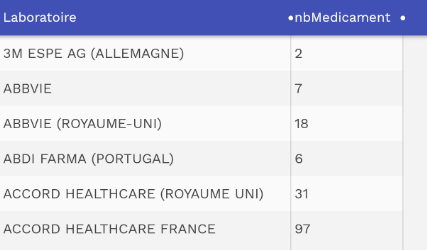 Laboratoire nbMedicament
3M ESPE AG (ALLEMAGNE) 2
ABBVIE 7
ABBVIE (ROYAUME-UNI) 18
ABDI FARMA (PORTUGAL) 6
ACCORD HEALTHCARE (ROYAUME UNI) 31
ACCORD HEALTHCARE FRANCE 97